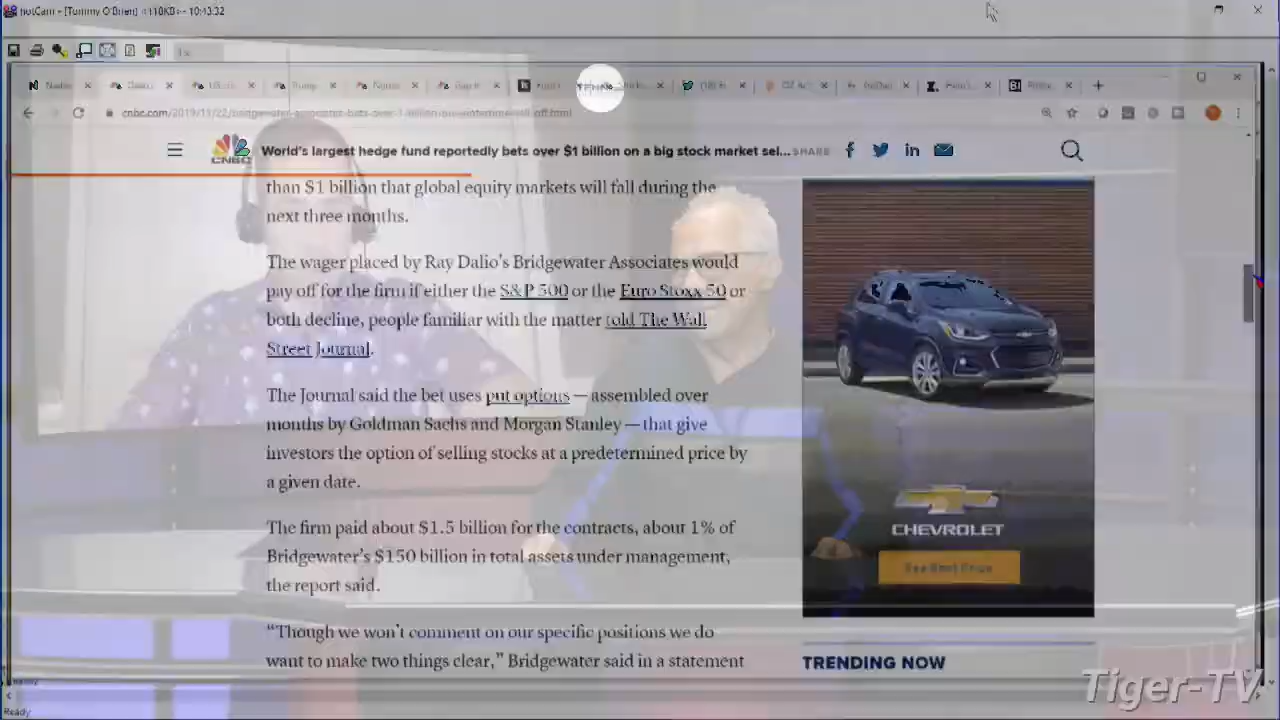 hotCam - [Tommy O'Brien] <118KB> - 10:43:32
1x
cnbc.com/2019/11/22/bridgewater-associates-bets-over-1-billion-on-a-big-
CNBC
World's largest hedge fund reportedly bets over $1 billion on a big stock market sel...
SHARE
than $1 billion that global equity markets will fall during the
next three months.
The wager placed by Ray Dalio's Bridgewater Associates would
pay off for the firm if either the S&P 500 or the Euro Stoxx 50 or
both decline, people familiar with the matter told The Wall
Street Journal.
The Journal said the bet uses put options — assembled over
months by Goldman Sachs and Morgan Stanley — that give
investors the option of selling stocks at a predetermined price by
a given date.
The firm paid about $1.5 billion for the contracts, about 1% of
Bridgewater's $150 billion in total assets under management,
the report said.
"Though we won't comment on our specific positions we do
want to make two things clear," Bridgewater said in a statement
CHEVROLET
TRENDING NOW
Tiger-TV
Ready